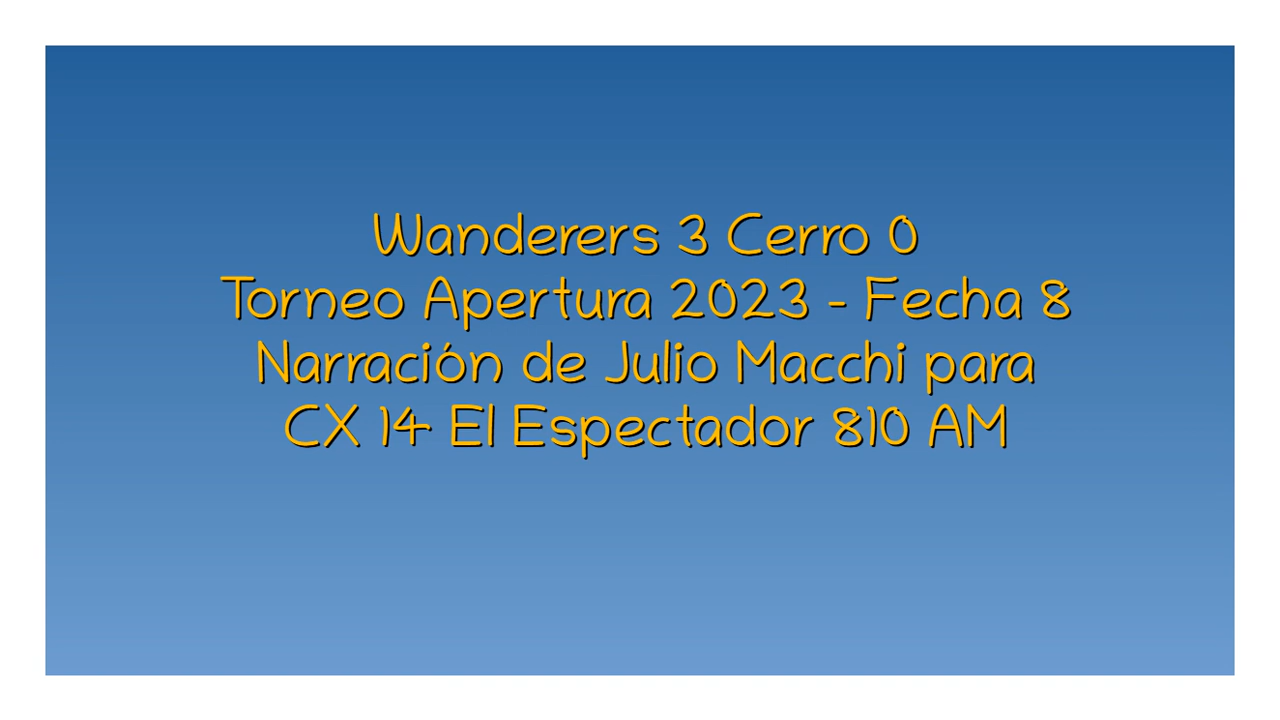 Wanderers 3 Cerro 0
Torneo Apertura 2023 - Fecha 8
Narración de Julio Macchi para
CX 14 El Espectador 810 AM